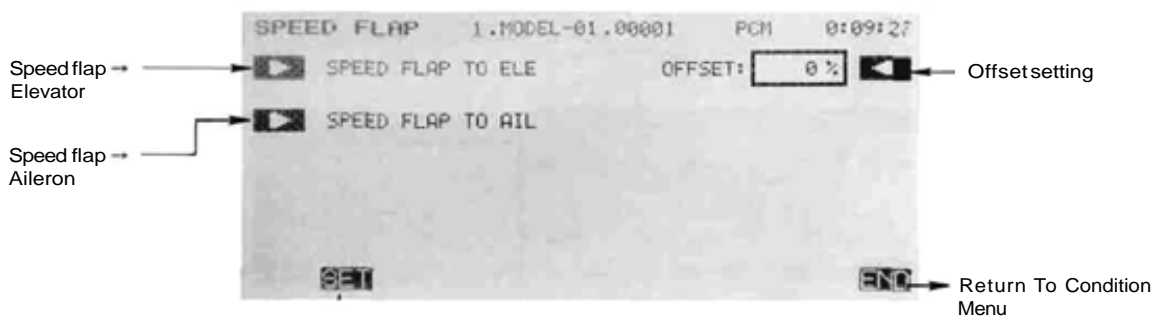 SPEED FLAP 1.MODEL-01.00001 PCM 0:09:27
Speed flap →
Elevator
SPEED FLAP TO ELE OFFSET: 0 %
Offset setting
SPEED FLAP TO AIL
Speed flap →
Aileron
SET
END
Return To Condition
Menu